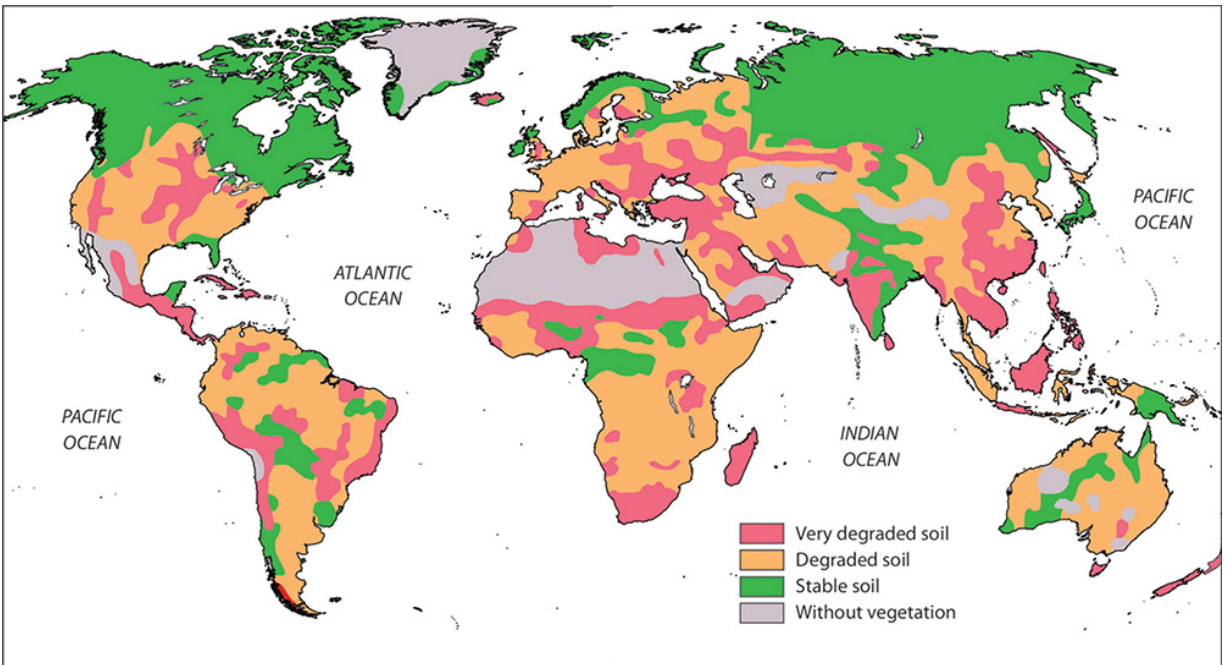 PACIFIC
OCEAN
ATLANTIC
OCEAN
PACIFIC
OCEAN
INDIAN
OCEAN
Very degraded soil
Degraded soil
Stable soil
Without vegetation